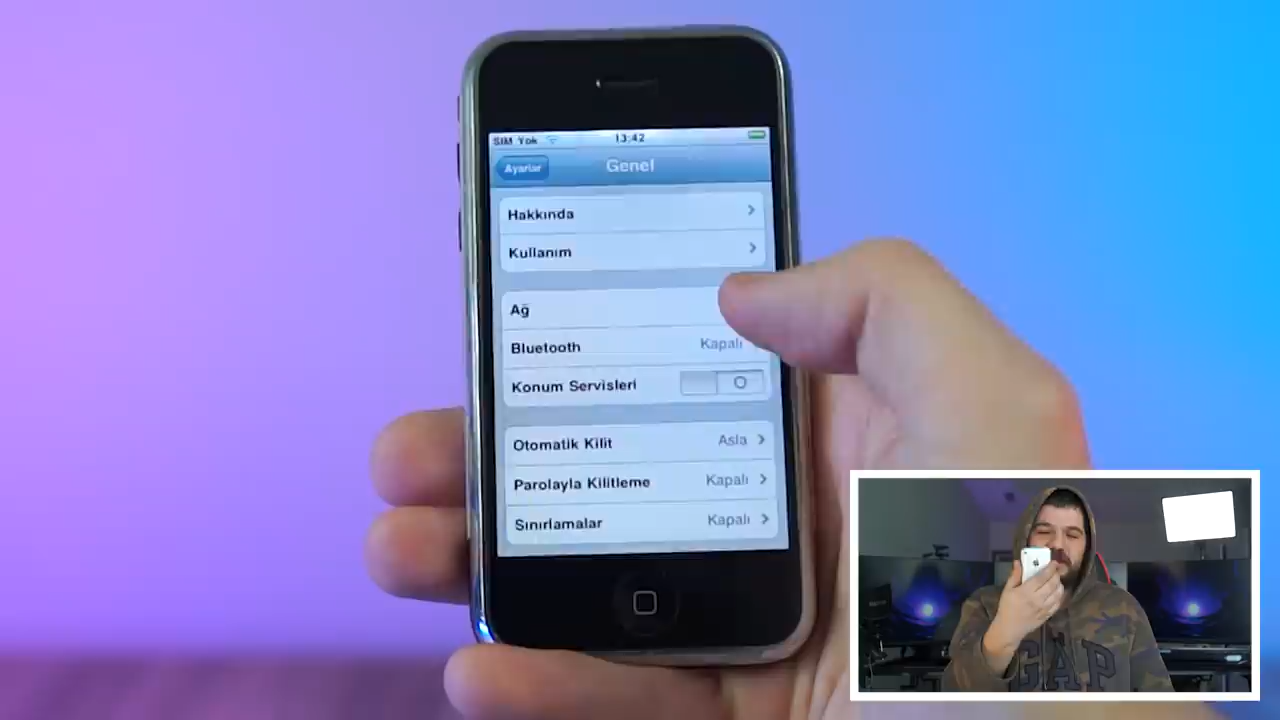 SIM Yok 13:42
Ayarlar Genel
Hakkında
Kullanım
Ağ
Bluetooth Kapalı
Konum Servisleri
Otomatik Kilit Asla
Parolayla Kilitleme Kapalı
Sınırlamalar Kapalı
GAP